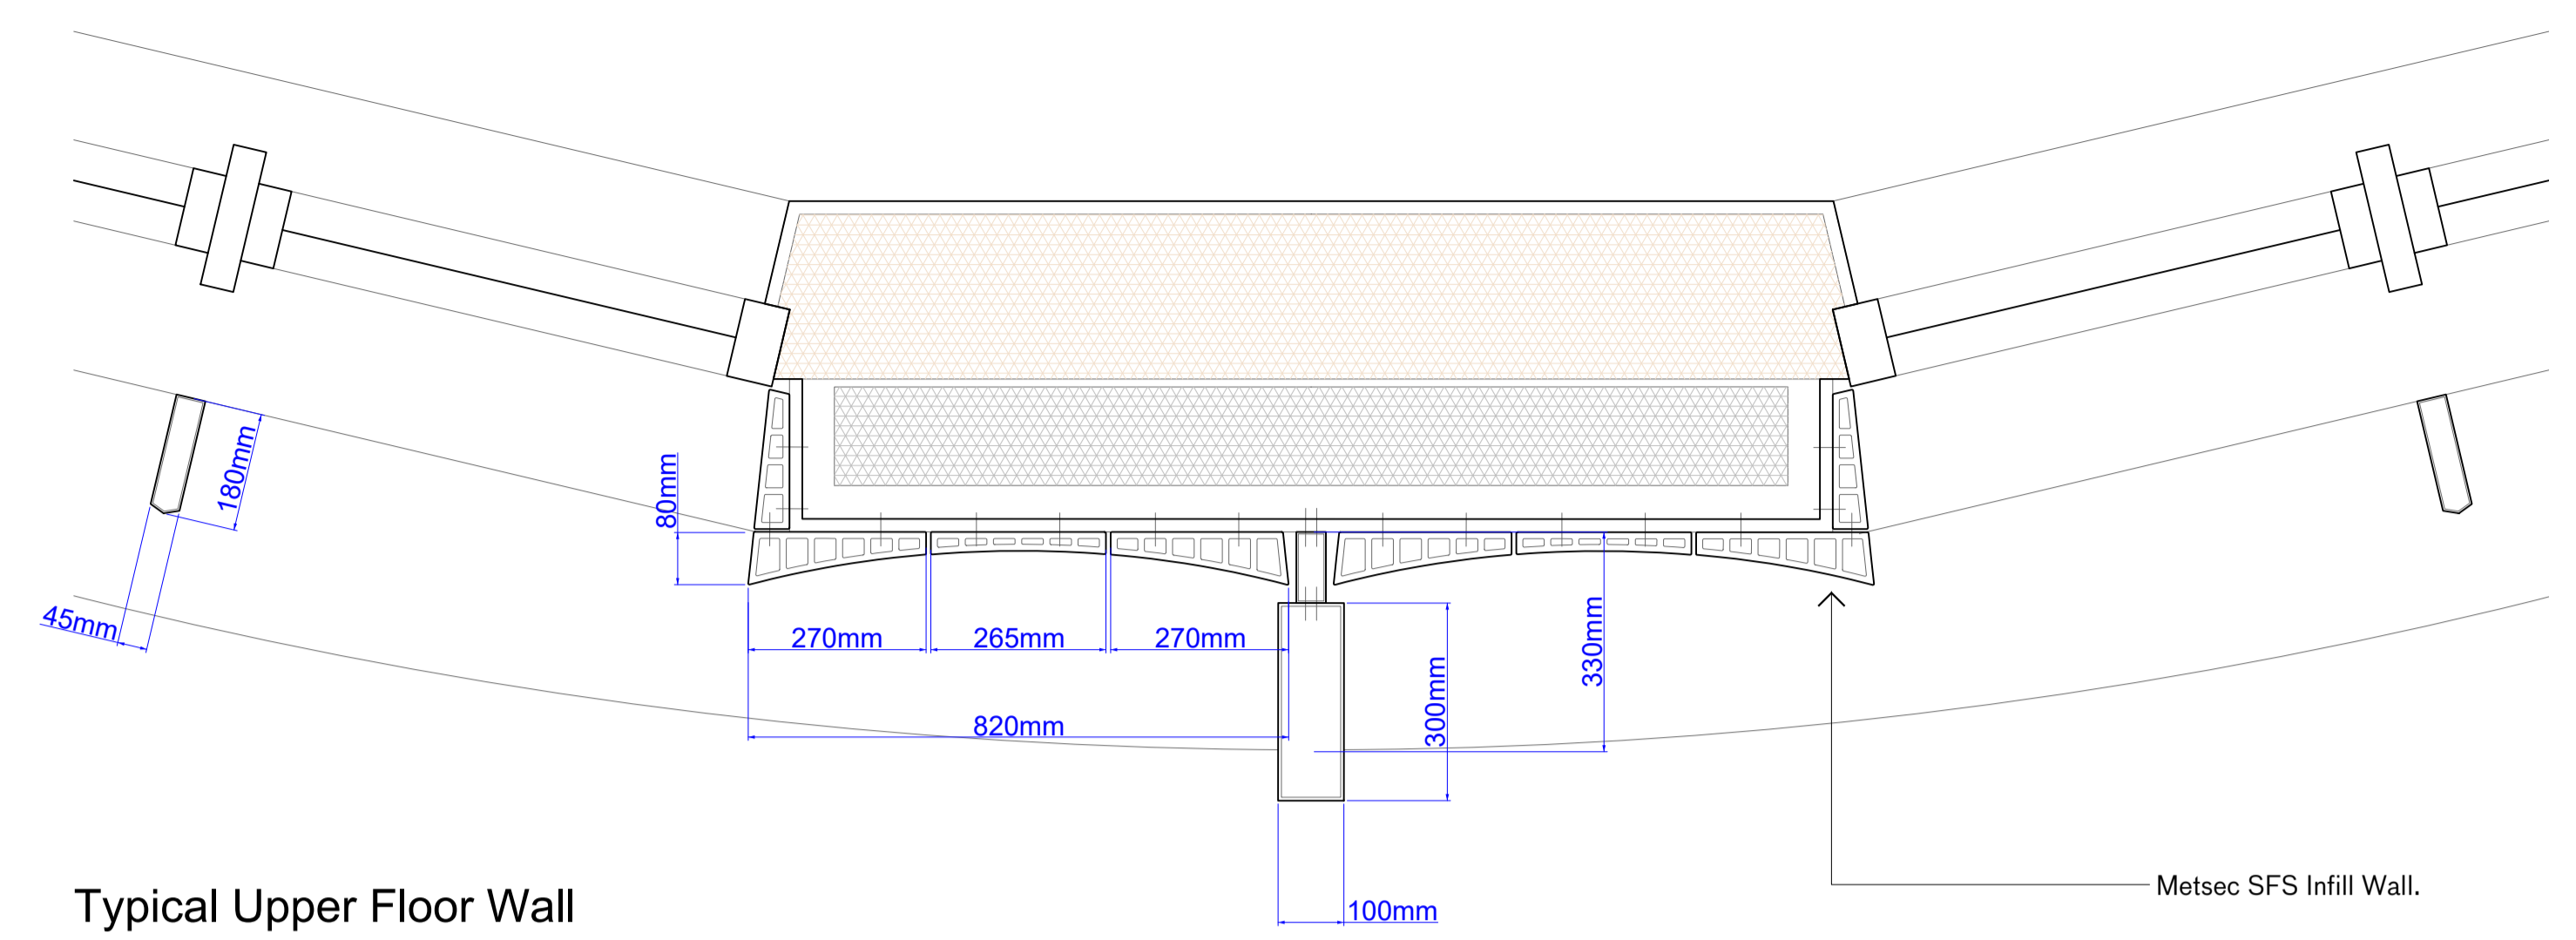 180mm
80mm
45mm
270mm
265mm
270mm
330mm
300mm
820mm
Metsec SFS Infill Wall.
Typical Upper Floor Wall
100mm